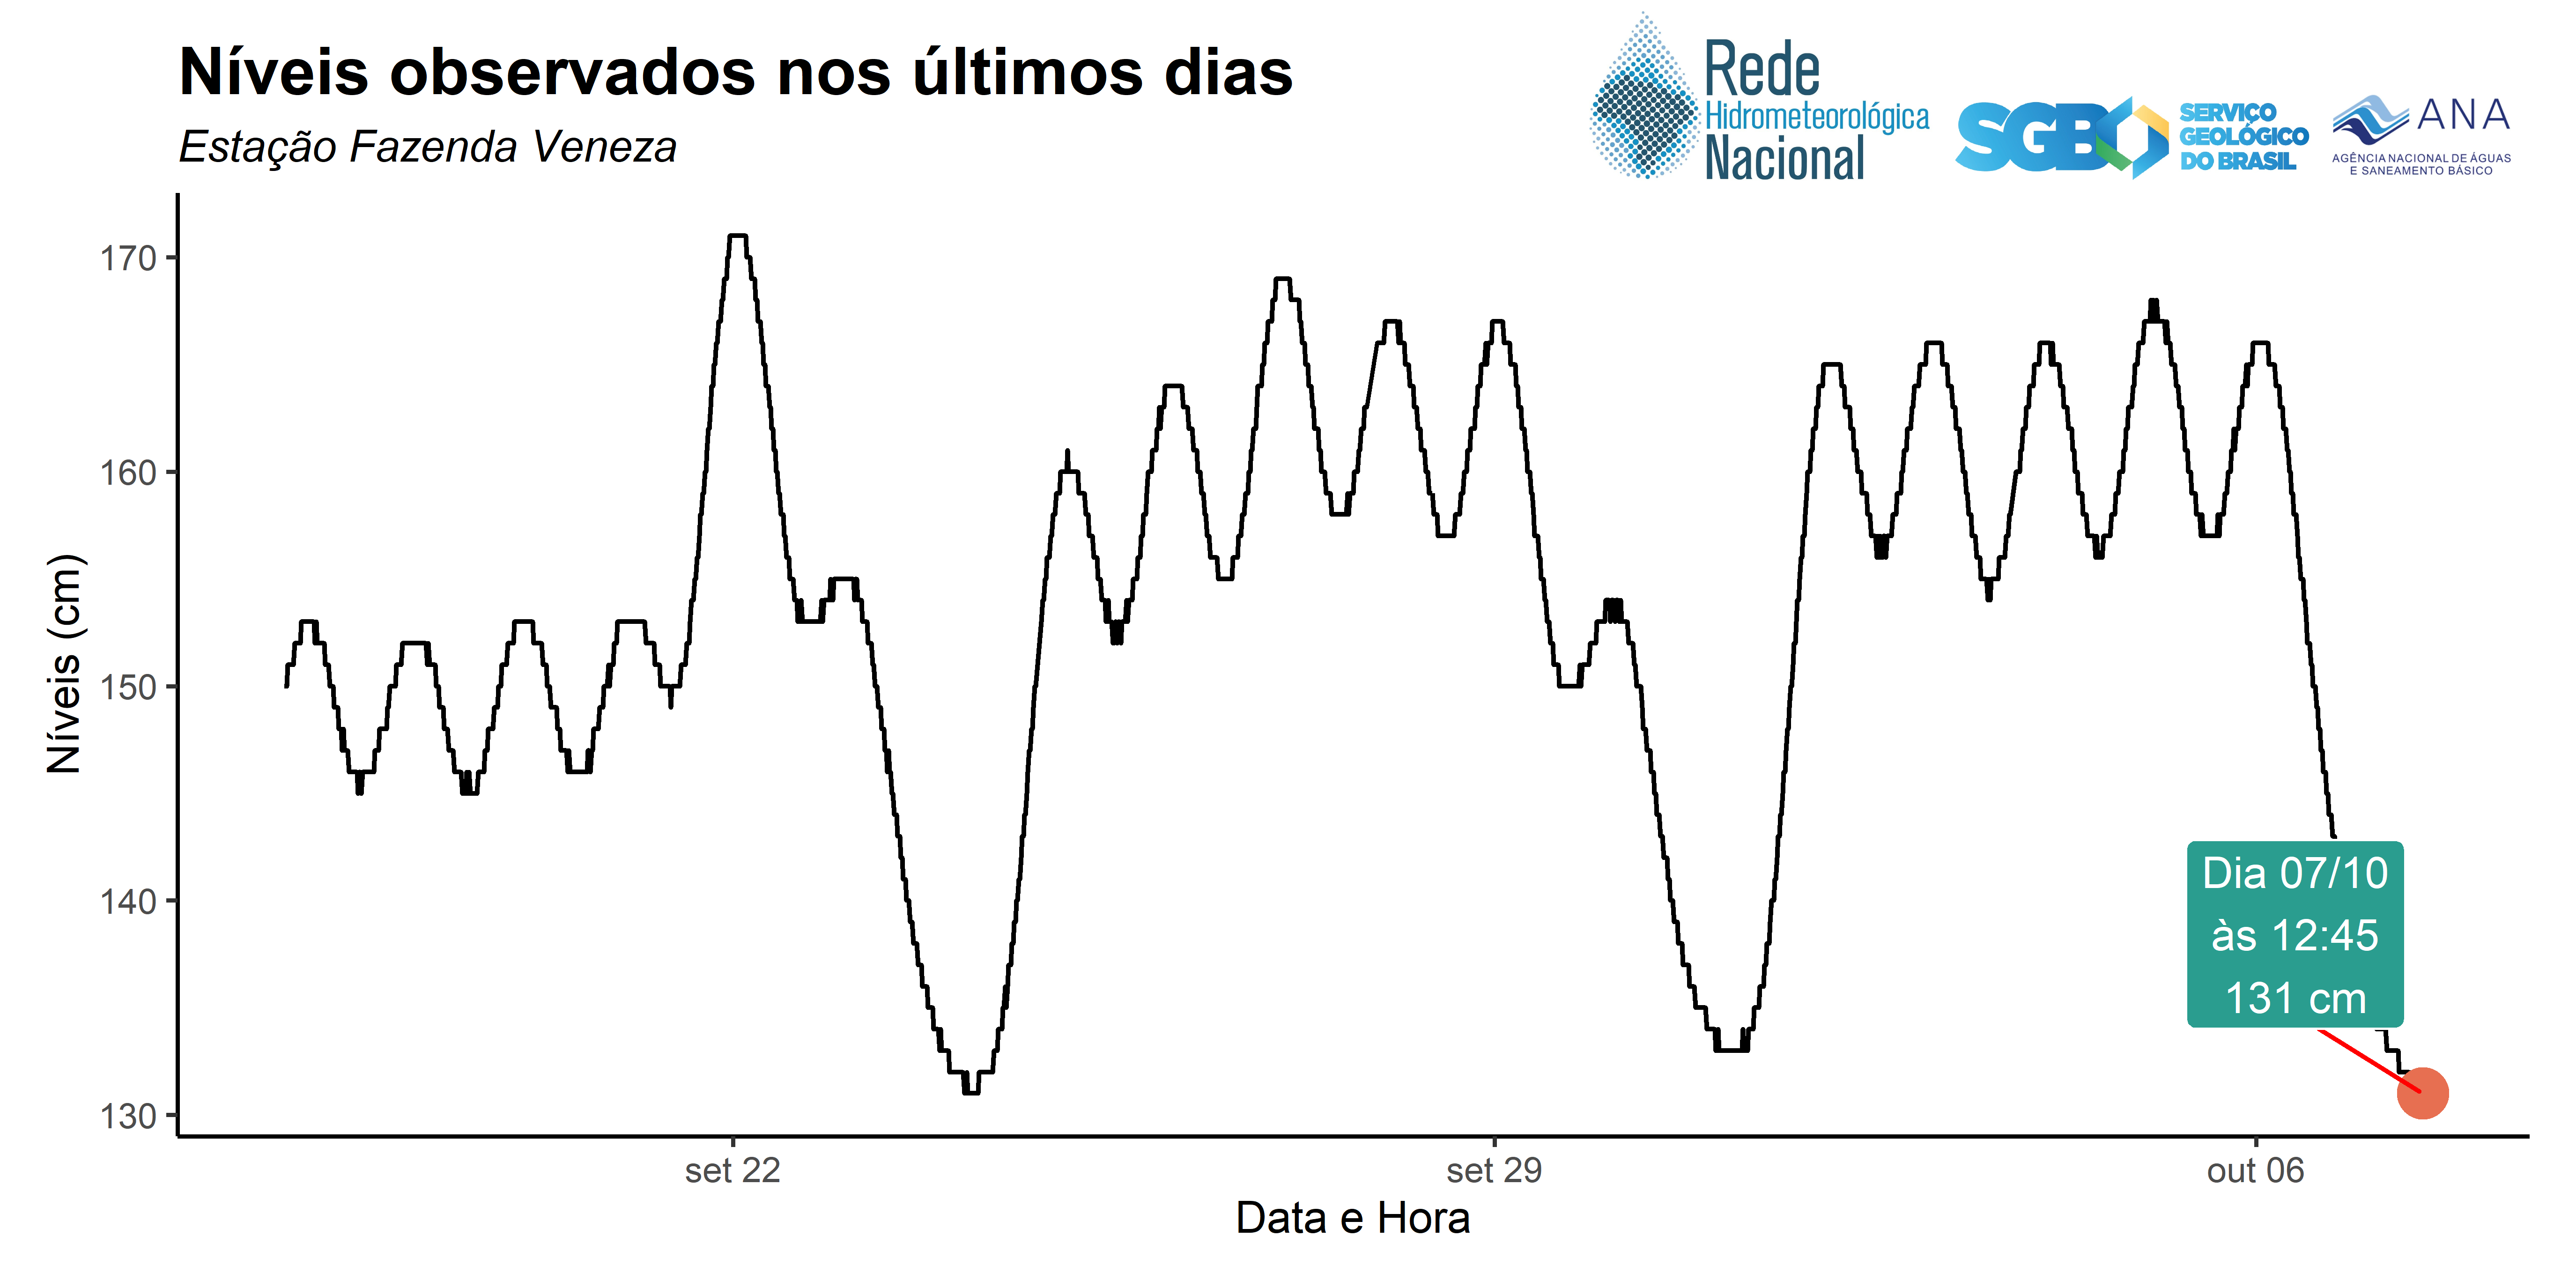 Níveis observados nos últimos dias
Estação Fazenda Veneza
Rede
Hidrometeorológica
Nacional
SGB
SERVIÇO
GEOLÓGICO
DO BRASIL
ANA
AGÊNCIA NACIONAL DE ÁGUAS
E SANEAMENTO BÁSICO
Níveis (cm)
170
160
150
140
130
Dia 07/10
às 12:45
131 cm
set 22
set 29
out 06
Data e Hora